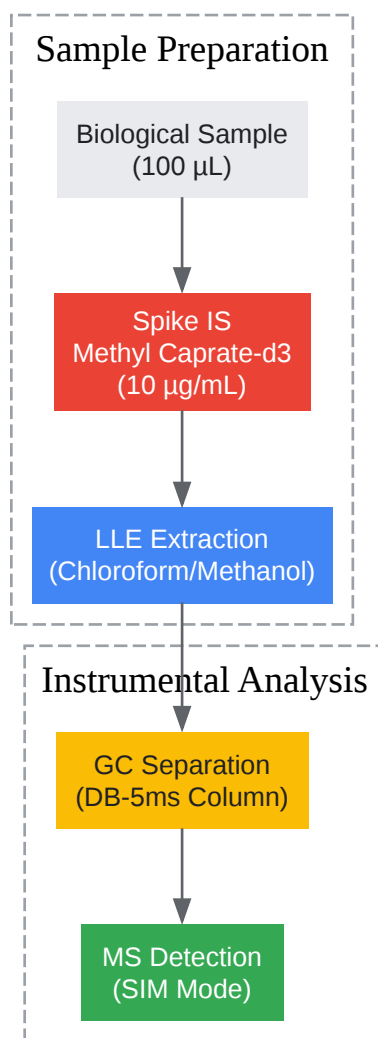 Sample Preparation
Biological Sample
(100 µL)
Spike IS
Methyl Caprate-d3
(10 µg/mL)
LLE Extraction
(Chloroform/Methanol)
Instrumental Analysis
GC Separation
(DB-5ms Column)
MS Detection
(SIM Mode)